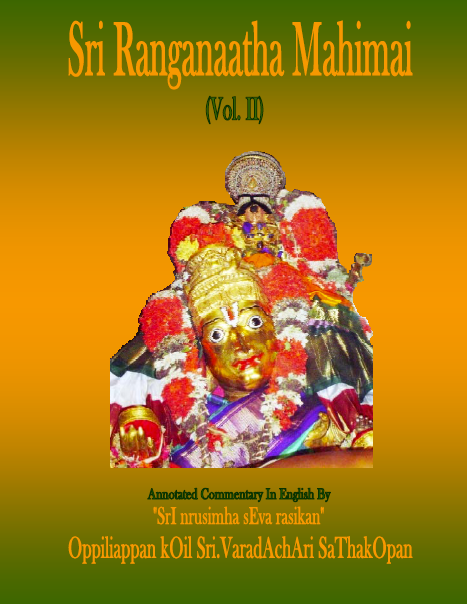 Sri Ranganaatha Mahimai
(Vol. II)
Annotated Commentary In English By
"SrI nrusimha sEva rasikan"
Oppiliappan kOil Sri.VaradAchAri SaThakOpan